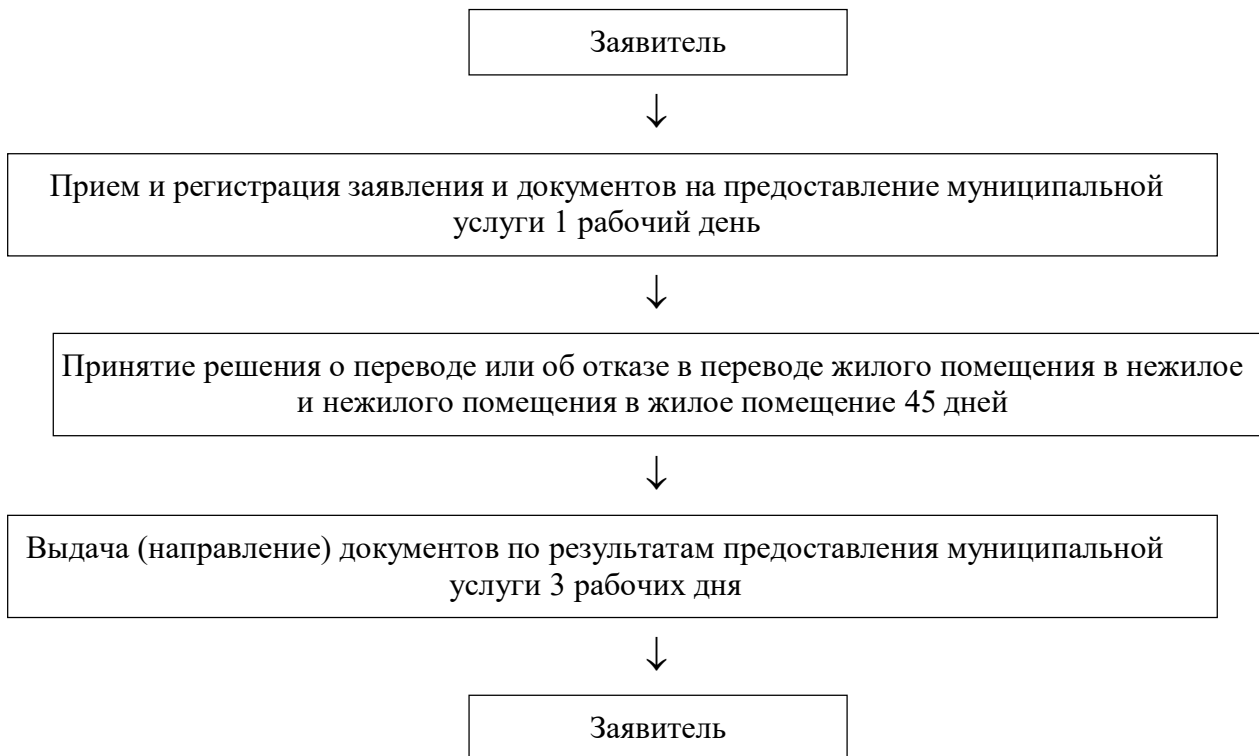 Заявитель
↓
Прием и регистрация заявления и документов на предоставление муниципальной
услуги 1 рабочий день
↓
Принятие решения о переводе или об отказе в переводе жилого помещения в нежилое
и нежилого помещения в жилое помещение 45 дней
↓
Выдача (направление) документов по результатам предоставления муниципальной
услуги 3 рабочих дня
↓
Заявитель